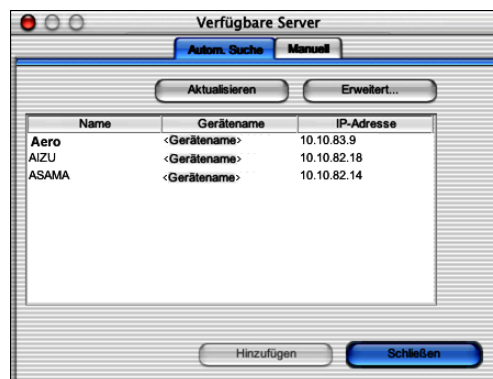 Verfügbare Server
Autom. Suche Manuell
Aktualisieren Erweitert...
Name Gerätename IP-Adresse
Aero <Gerätename> 10.10.83.9
AIZU <Gerätename> 10.10.82.18
ASAMA <Gerätename> 10.10.82.14
Hinzufügen Schließen